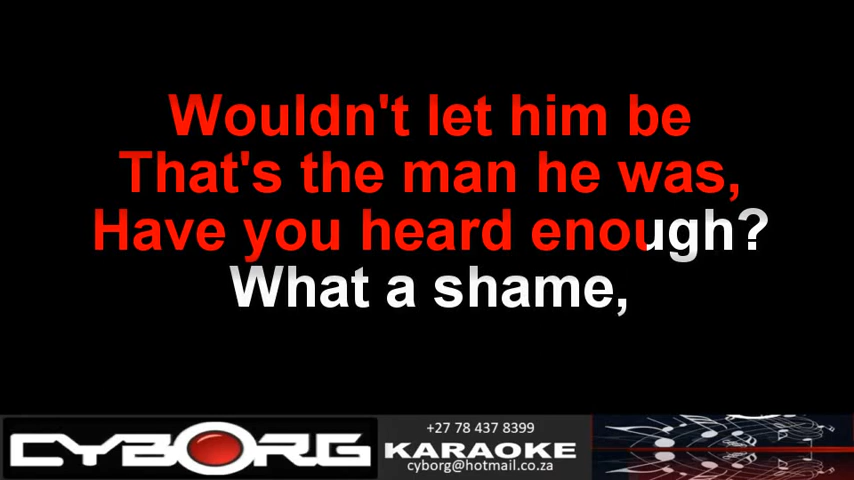 Wouldn't let him be
That's the man he was,
Have you heard enough?
What a shame,
CYBORG
+27 78 437 8399
KARAOKE
cyborg@hotmail.co.za